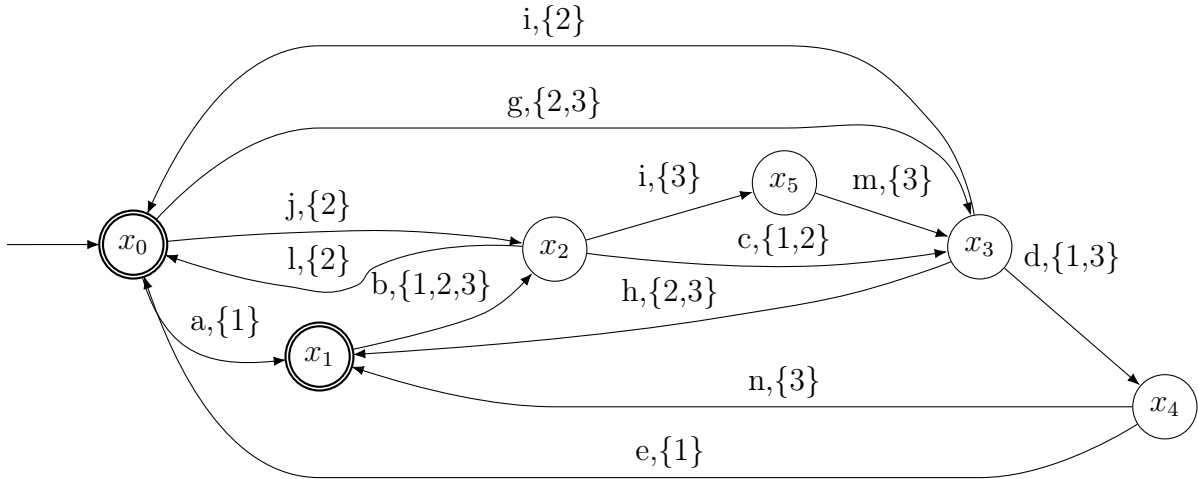 i,{2}
g,{2,3}
j,{2}
i,{3}
m,{3}
l,{2}
c,{1,2}
b,{1,2,3}
h,{2,3}
d,{1,3}
a,{1}
n,{3}
e,{1}
x₀
x₁
x₂
x₃
x₄
x₅